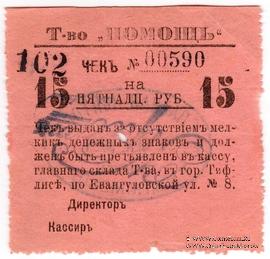 Т-во „ПОМОЩЬ"
102 ЧЕКЪ № 00590
15 на 15
ПЯТНАДЦ. РУБ.
Чекъ выданъ за отсутствіемъ мел-
кихъ денежныхъ знаковъ и дол-
женъ быть предъявленъ въ кассу,
главнаго склада Т-ва, въ гор. Тиф-
лисѣ, по Евангуловской ул. № 8.
Директоръ
Кассиръ